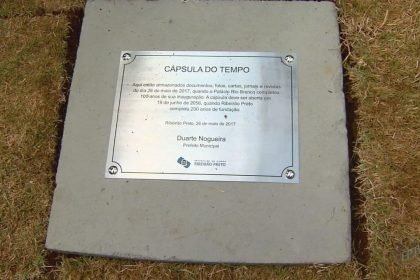 CÁPSULA DO TEMPO
Aqui estão armazenados documentos, fotos, cartas, jornais e revistas
do dia 26 de maio de 2017, quando o Palácio Rio Branco completou
100 anos de sua inauguração. A cápsula deve ser aberta em
19 de junho de 2056, quando Ribeirão Preto
completa 200 anos de fundação.
Ribeirão Preto, 26 de maio de 2017
Duarte Nogueira
Prefeito Municipal
RIBEIRÃO PRETO